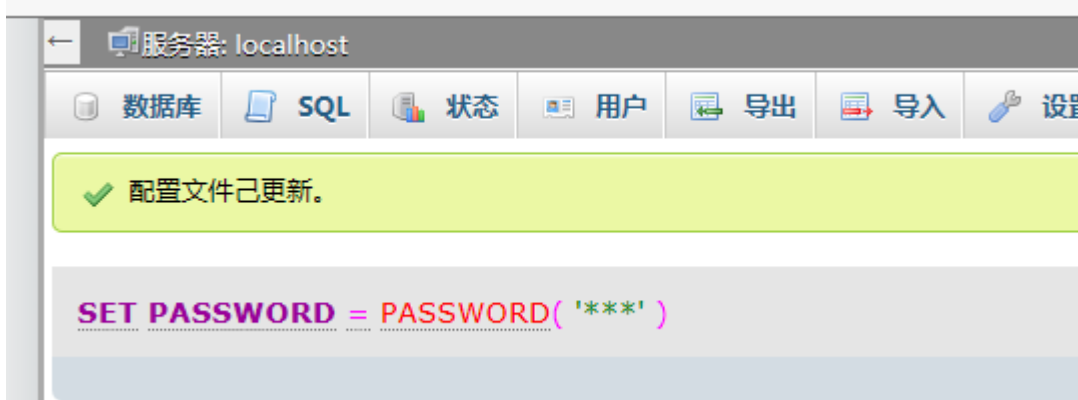 ← 服务器: localhost
数据库 SQL 状态 用户 导出 导入 设置
配置文件已更新。
SET PASSWORD = PASSWORD( '***' )